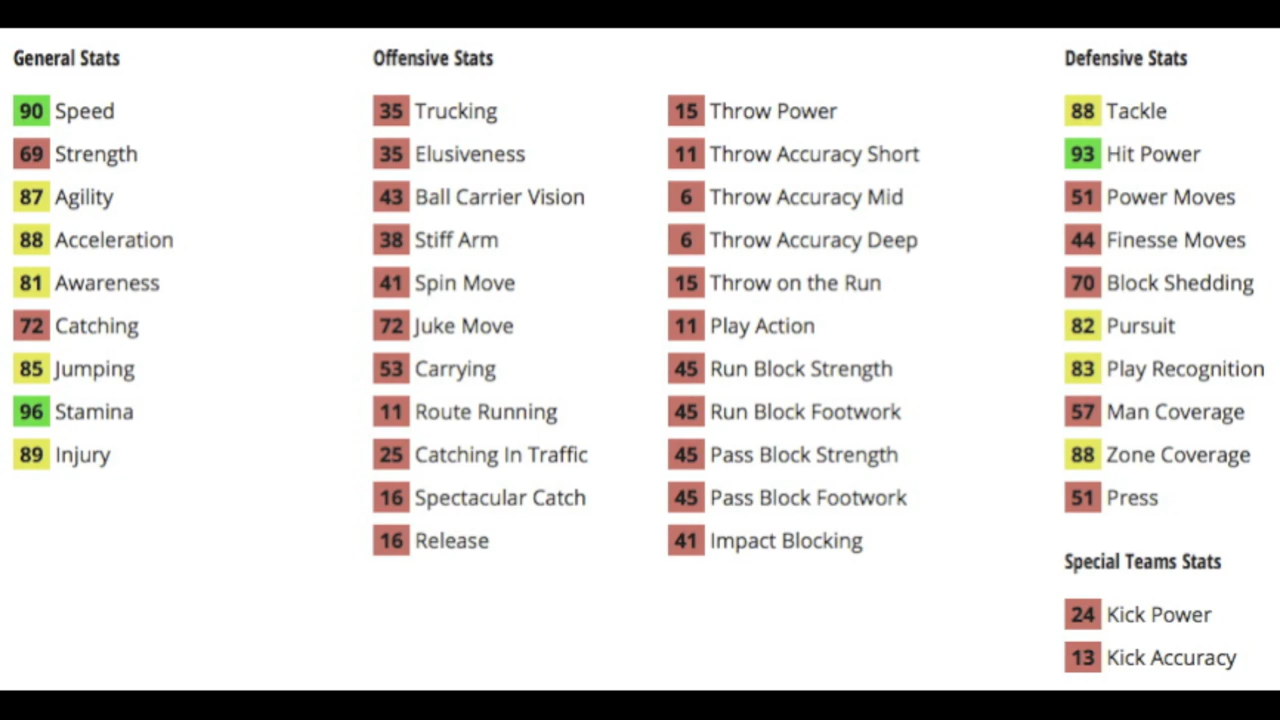 General Stats
90 Speed
69 Strength
87 Agility
88 Acceleration
81 Awareness
72 Catching
85 Jumping
96 Stamina
89 Injury
Offensive Stats
35 Trucking
35 Elusiveness
43 Ball Carrier Vision
38 Stiff Arm
41 Spin Move
72 Juke Move
53 Carrying
11 Route Running
25 Catching In Traffic
16 Spectacular Catch
16 Release
15 Throw Power
11 Throw Accuracy Short
6 Throw Accuracy Mid
6 Throw Accuracy Deep
15 Throw on the Run
11 Play Action
45 Run Block Strength
45 Run Block Footwork
45 Pass Block Strength
45 Pass Block Footwork
41 Impact Blocking
Defensive Stats
88 Tackle
93 Hit Power
51 Power Moves
44 Finesse Moves
70 Block Shedding
82 Pursuit
83 Play Recognition
57 Man Coverage
88 Zone Coverage
51 Press
Special Teams Stats
24 Kick Power
13 Kick Accuracy